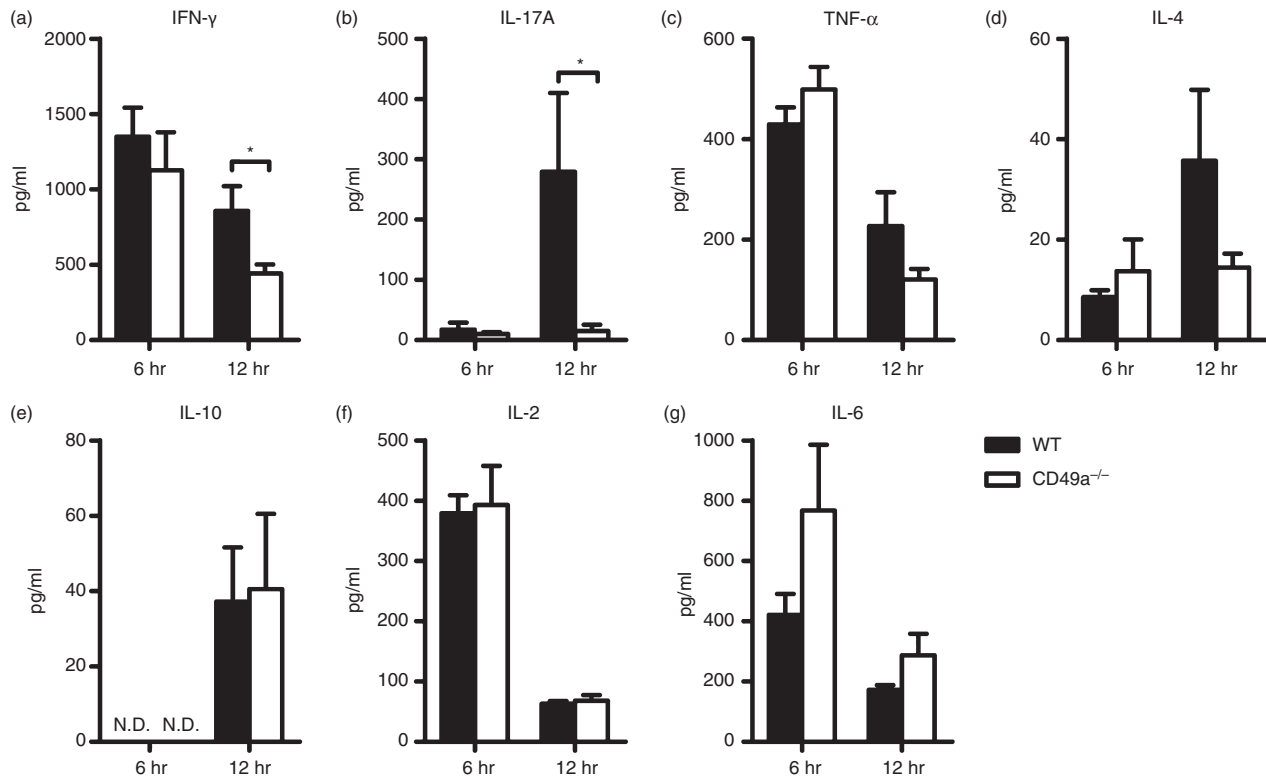 (a) IFN-γ
2000
1500
1000
500
0
pg/ml
*
6 hr 12 hr
(b) IL-17A
500
400
300
200
100
0
pg/ml
*
6 hr 12 hr
(c) TNF-α
600
400
200
0
pg/ml
6 hr 12 hr
(d) IL-4
60
40
20
0
pg/ml
6 hr 12 hr
(e) IL-10
80
60
40
20
0
pg/ml
N.D. N.D.
6 hr 12 hr
(f) IL-2
500
400
300
200
100
0
pg/ml
6 hr 12 hr
(g) IL-6
1000
800
600
400
200
0
pg/ml
6 hr 12 hr
WT
CD49a⁻/⁻